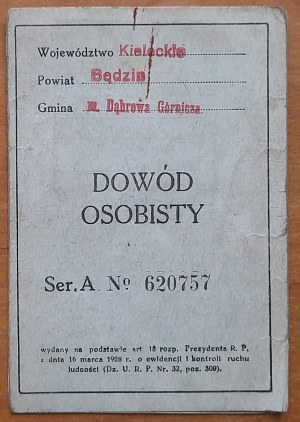 Województwo Kieleckie
Powiat Będzin
Gmina m. Dąbrowa Górnicza.
DOWÓD
OSOBISTY
Ser. A. № 620757
wydany na podstawie art 18 rozp. Prezydenta R. P.
z dnia 16 marca 1928 r. o ewidencji i kontroli ruchu
ludności (Dz. U. R. P. Nr. 32, poz. 309).